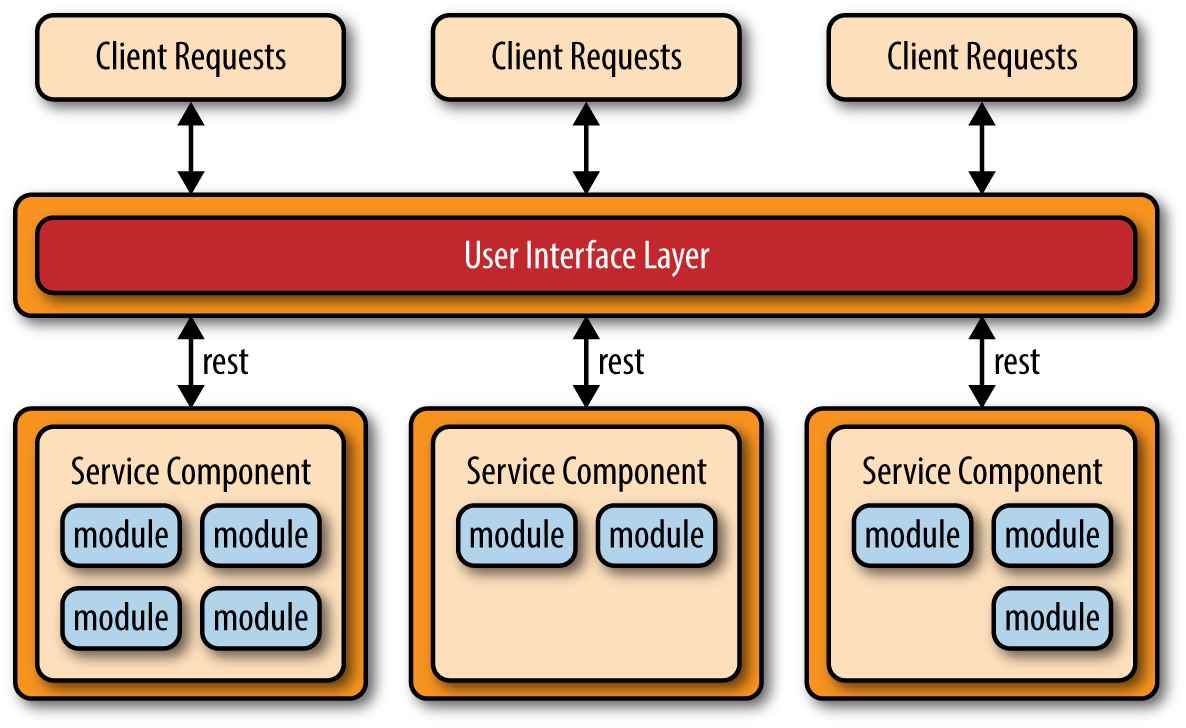 Client Requests
Client Requests
Client Requests
User Interface Layer
rest
rest
rest
Service Component
Service Component
Service Component
module
module
module
module
module
module
module
module
module